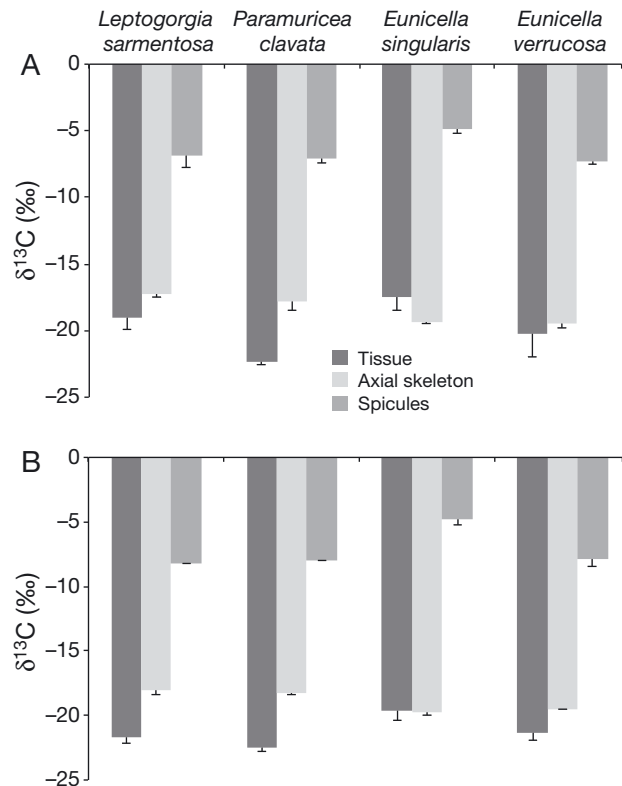 Leptogorgia sarmentosa
Paramuricea clavata
Eunicella singularis
Eunicella verrucosa
A
0
–5
–10
–15
–20
–25
δ13C (‰)
Tissue
Axial skeleton
Spicules
B
0
–5
–10
–15
–20
–25
δ13C (‰)